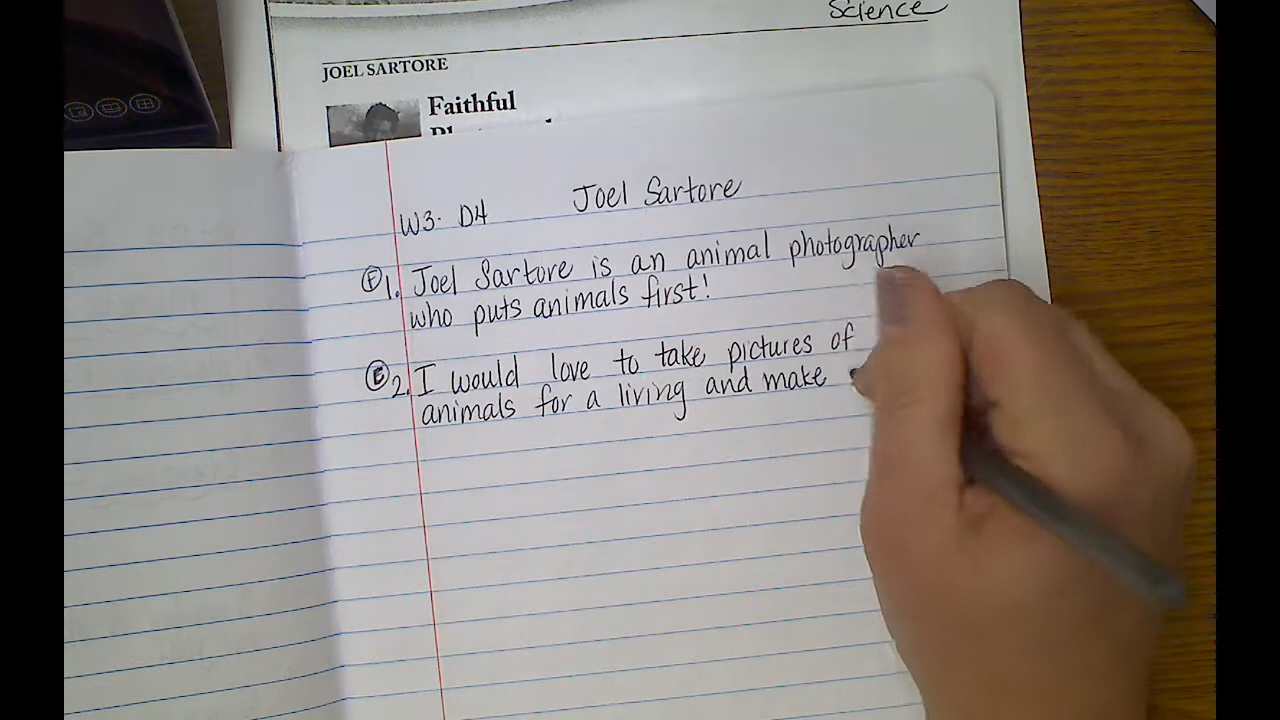 Science
JOEL SARTORE
Faithful
W3- D4 Joel Sartore
F 1. Joel Sartore is an animal photographer
who puts animals first!
E 2. I would love to take pictures of
animals for a living and make